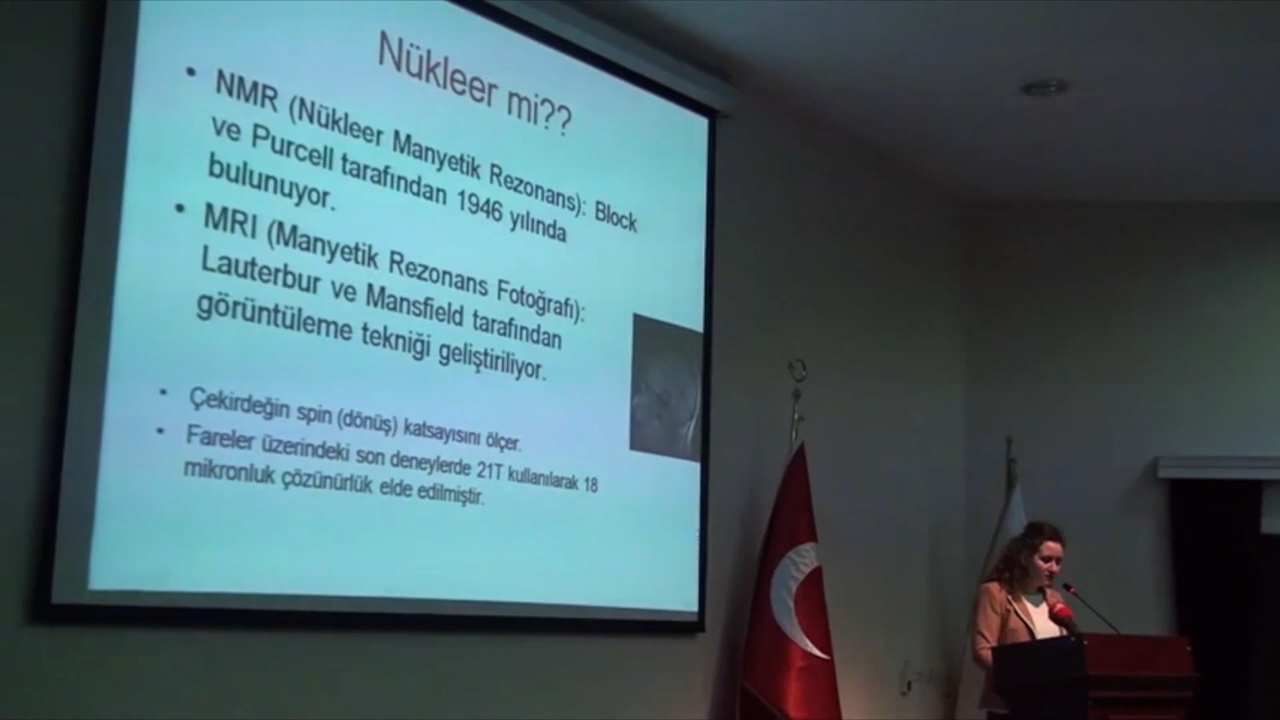 Nükleer mi??
• NMR (Nükleer Manyetik Rezonans): Block
ve Purcell tarafından 1946 yılında
bulunuyor.
• MRI (Manyetik Rezonans Fotoğrafı):
Lauterbur ve Mansfield tarafından
görüntüleme tekniği geliştiriliyor.
• Çekirdeğin spin (dönüş) katsayısını ölçer.
• Fareler üzerindeki son deneylerde 21T kullanılarak 18
mikronluk çözünürlük elde edilmiştir.